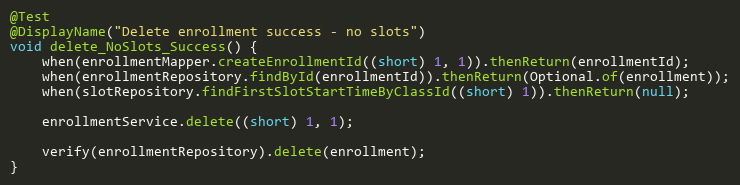 @Test
@DisplayName("Delete enrollment success - no slots")
void delete_NoSlots_Success() {
    when(enrollmentMapper.createEnrollmentId((short) 1, 1)).thenReturn(enrollmentId);
    when(enrollmentRepository.findById(enrollmentId)).thenReturn(Optional.of(enrollment));
    when(slotRepository.findFirstSlotStartTimeByClassId((short) 1)).thenReturn(null);

    enrollmentService.delete((short) 1, 1);

    verify(enrollmentRepository).delete(enrollment);
}